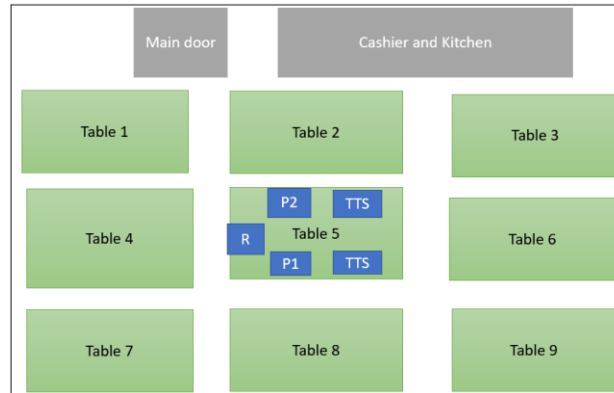 Main door
Cashier and Kitchen
Table 1
Table 2
Table 3
P2
TTS
Table 4
R
Table 5
Table 6
P1
TTS
Table 7
Table 8
Table 9